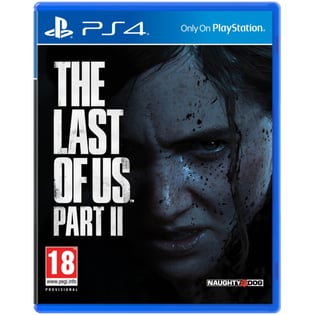 PS4
Only On PlayStation®
THE
LAST
OF US
PART II
18
www.pegi.info
PROVISIONAL
NAUGHTY DOG